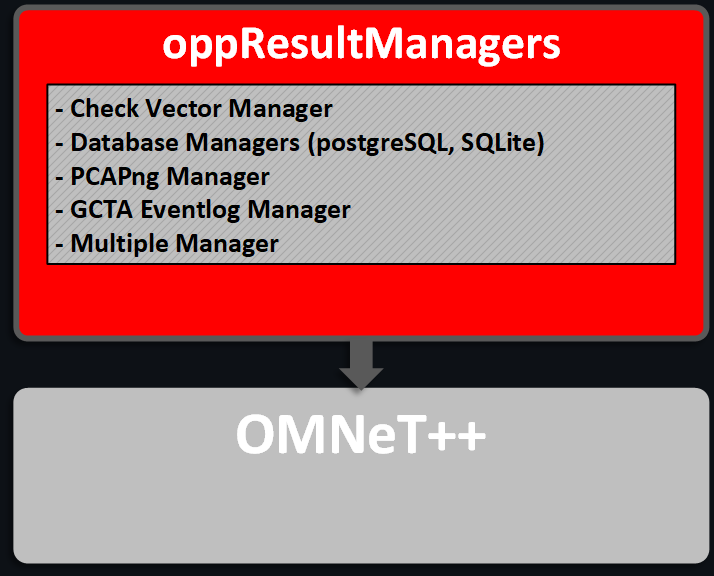 oppResultManagers
- Check Vector Manager
- Database Managers (postgreSQL, SQLite)
- PCAPng Manager
- GCTA Eventlog Manager
- Multiple Manager
OMNeT++